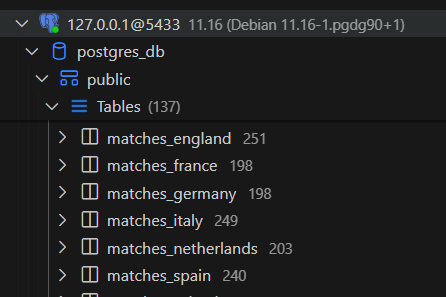 127.0.0.1@5433 11.16 (Debian 11.16-1.pgdg90+1)
postgres_db
public
Tables (137)
matches_england 251
matches_france 198
matches_germany 198
matches_italy 249
matches_netherlands 203
matches_spain 240